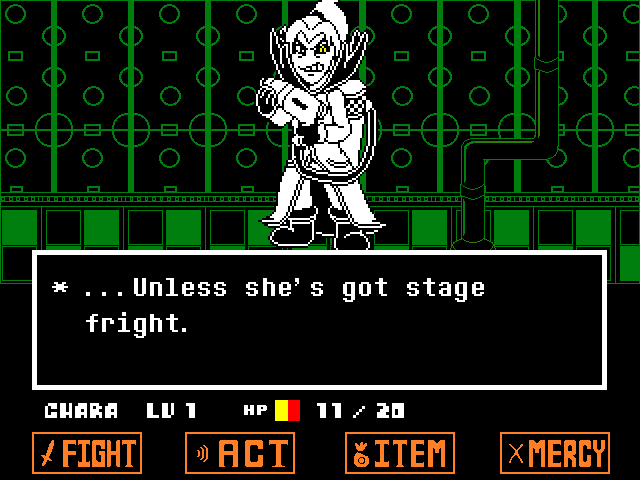 * ...Unless she's got stage
fright.
CHARA LV 1 HP 11 / 20
FIGHT ACT ITEM MERCY